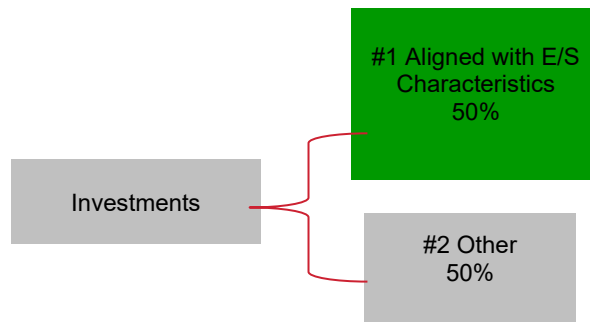 #1 Aligned with E/S
Characteristics
50%
Investments
#2 Other
50%